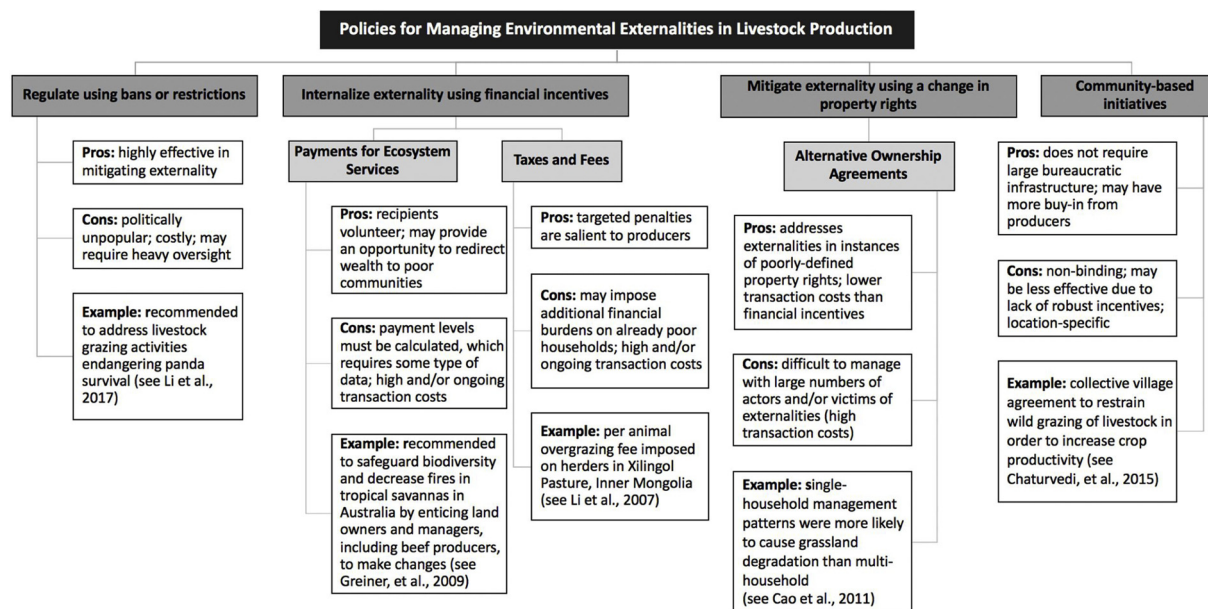 Policies for Managing Environmental Externalities in Livestock Production
Regulate using bans or restrictions
Pros: highly effective in
mitigating externality
Cons: politically
unpopular; costly; may
require heavy oversight
Example: recommended
to address livestock
grazing activities
endangering panda
survival (see Li et al.,
2017)
Internalize externality using financial incentives
Payments for Ecosystem
Services
Pros: recipients
volunteer; may provide
an opportunity to redirect
wealth to poor
communities
Cons: payment levels
must be calculated, which
requires some type of
data; high and/or ongoing
transaction costs
Example: recommended
to safeguard biodiversity
and decrease fires in
tropical savannas in
Australia by enticing land
owners and managers,
including beef producers,
to make changes (see
Greiner, et al., 2009)
Taxes and Fees
Pros: targeted penalties
are salient to producers
Cons: may impose
additional financial
burdens on already poor
households; high and/or
ongoing transaction costs
Example: per animal
overgrazing fee imposed
on herders in Xilingol
Pasture, Inner Mongolia
(see Li et al., 2007)
Mitigate externality using a change in
property rights
Alternative Ownership
Agreements
Pros: addresses
externalities in instances
of poorly-defined
property rights; lower
transaction costs than
financial incentives
Cons: difficult to manage
with large numbers of
actors and/or victims of
externalities (high
transaction costs)
Example: single-
household management
patterns were more likely
to cause grassland
degradation than multi-
household
(see Cao et al., 2011)
Community-based
initiatives
Pros: does not require
large bureaucratic
infrastructure; may have
more buy-in from
producers
Cons: non-binding; may
be less effective due to
lack of robust incentives;
location-specific
Example: collective village
agreement to restrain
wild grazing of livestock in
order to increase crop
productivity (see
Chaturvedi, et al., 2015)